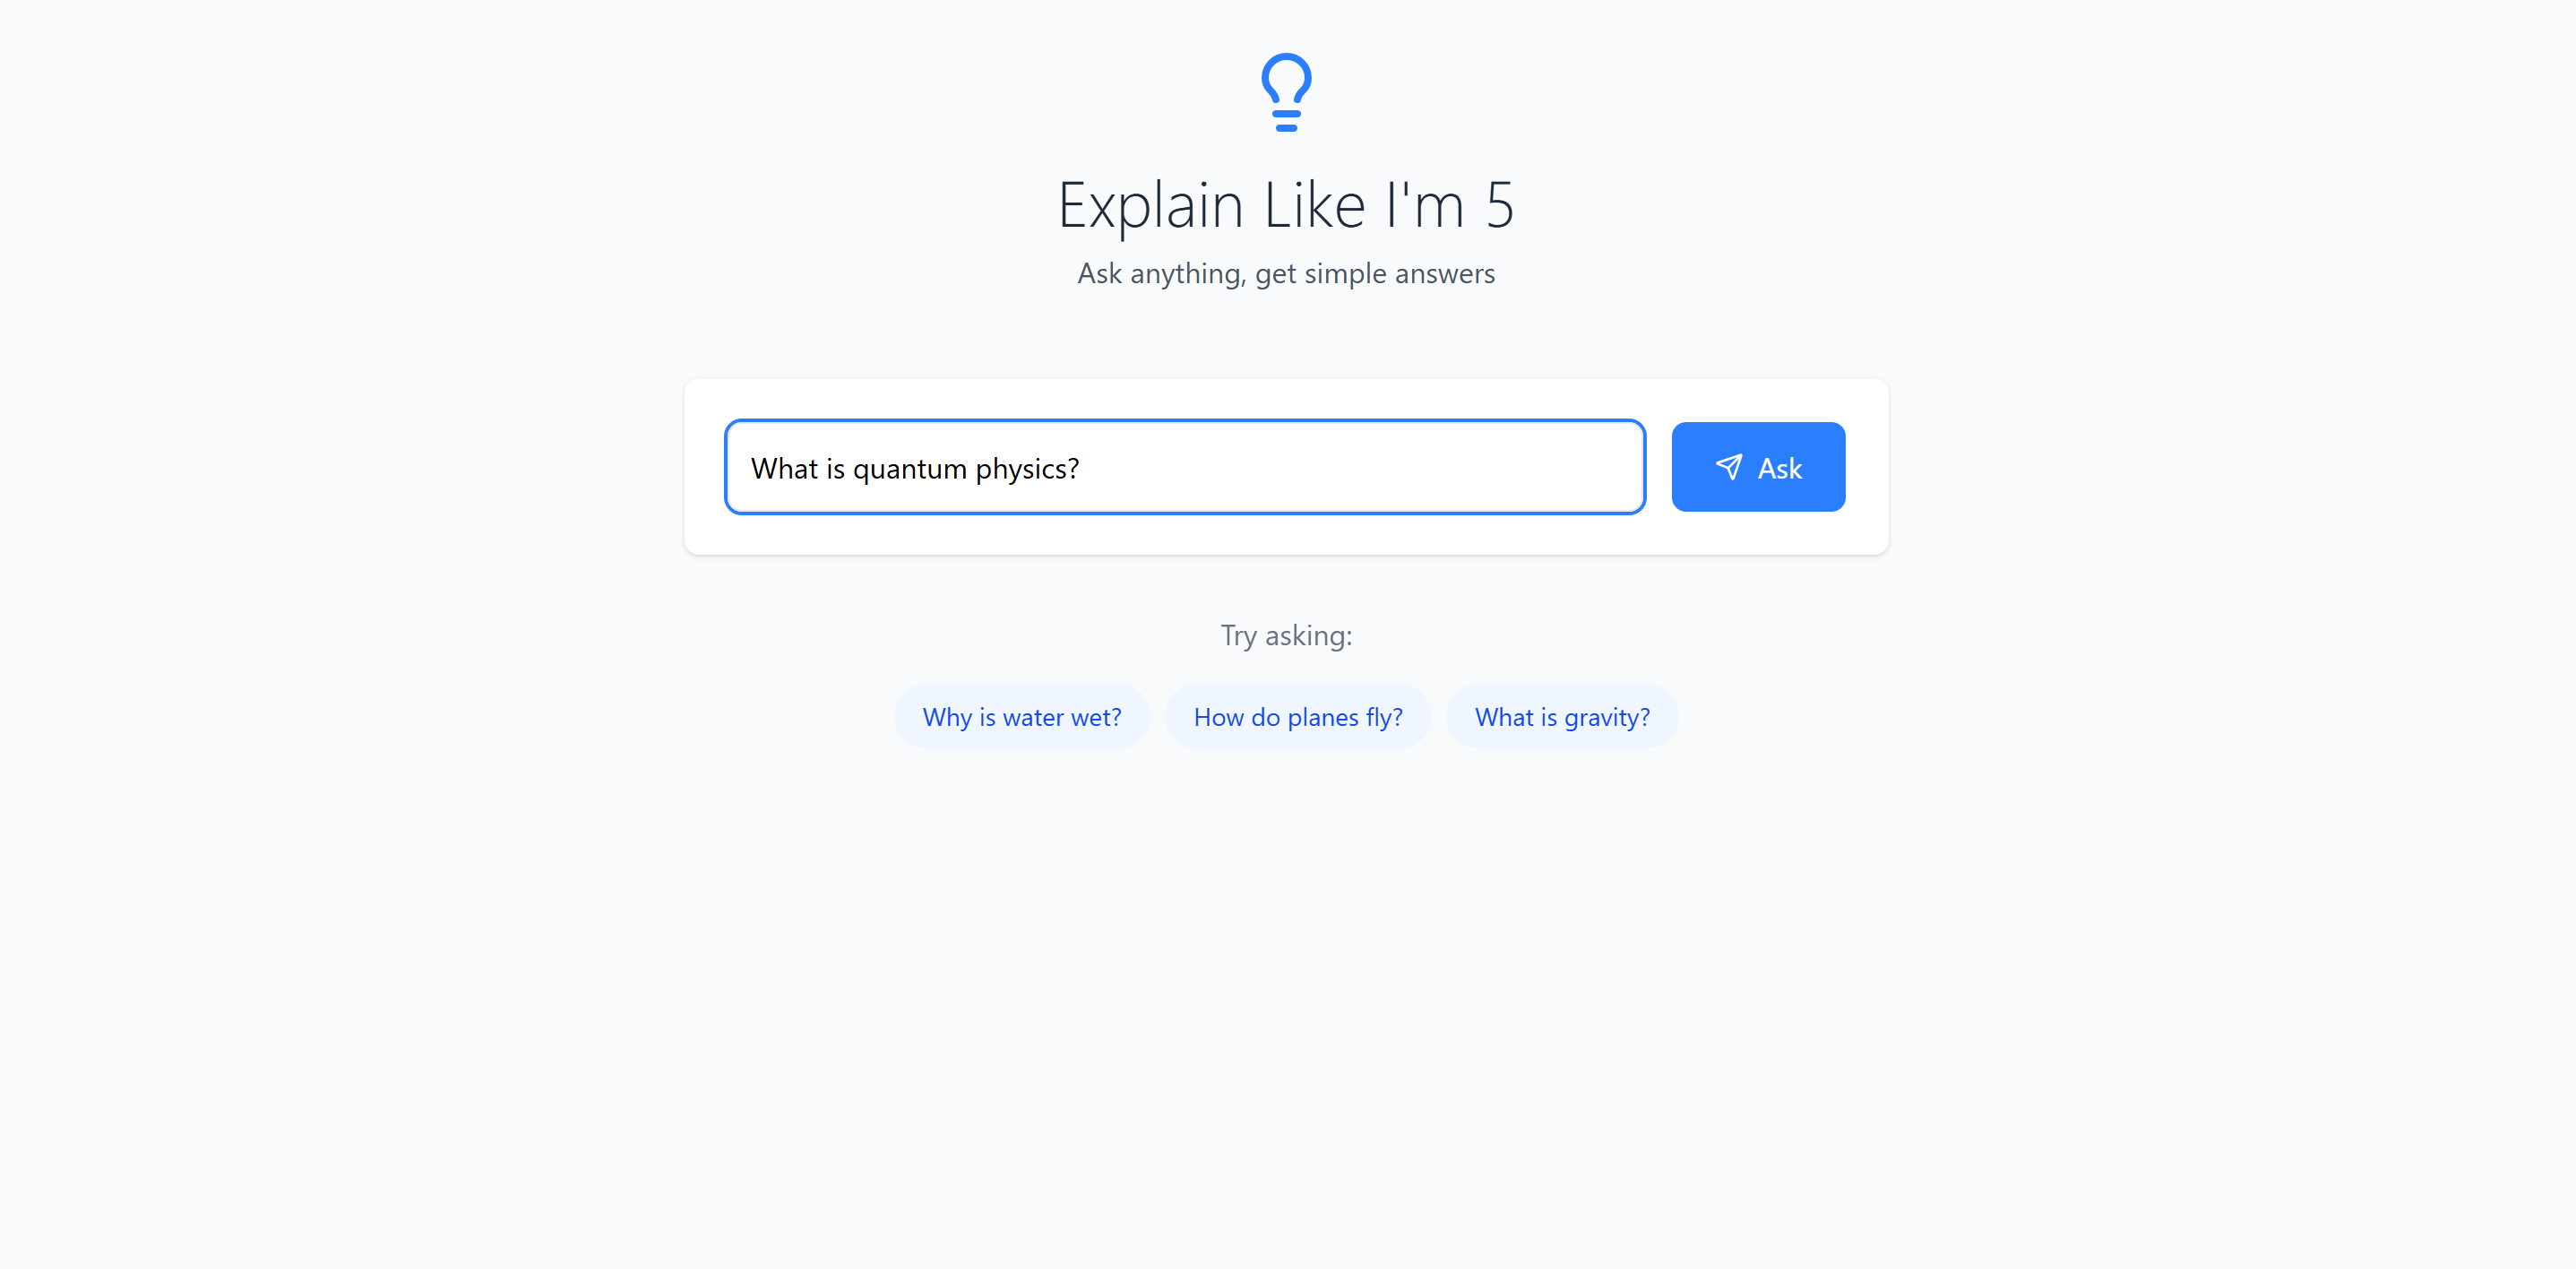 Explain Like I'm 5
Ask anything, get simple answers
What is quantum physics?
Ask
Try asking:
Why is water wet?
How do planes fly?
What is gravity?